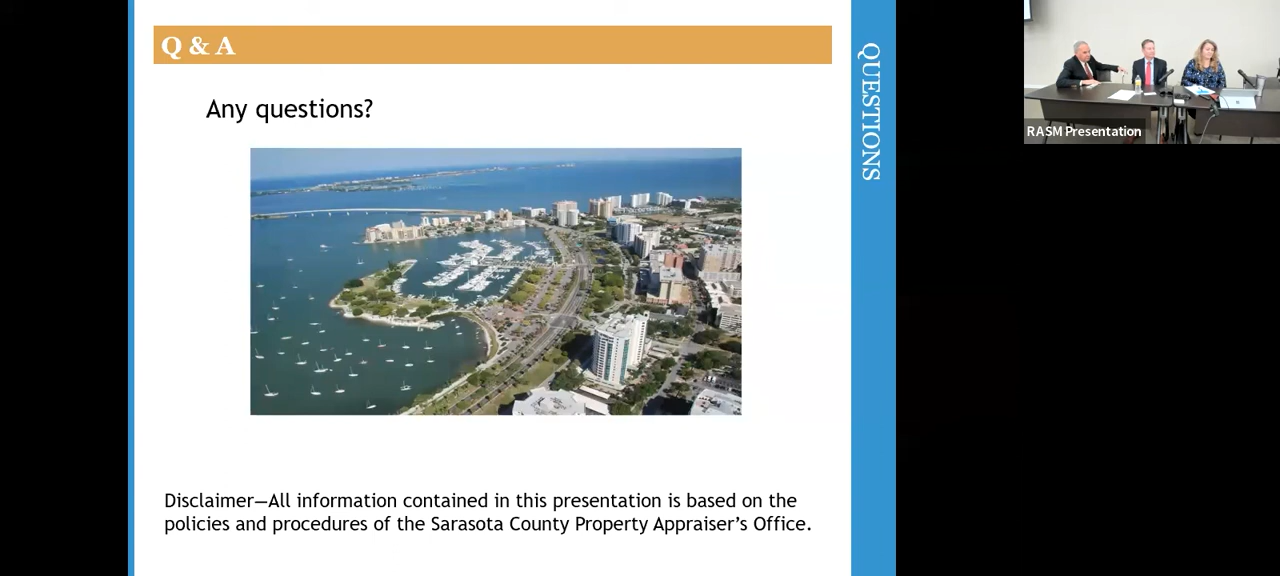 Q & A
Any questions?
Disclaimer—All information contained in this presentation is based on the
policies and procedures of the Sarasota County Property Appraiser's Office.
QUESTIONS
RASM Presentation